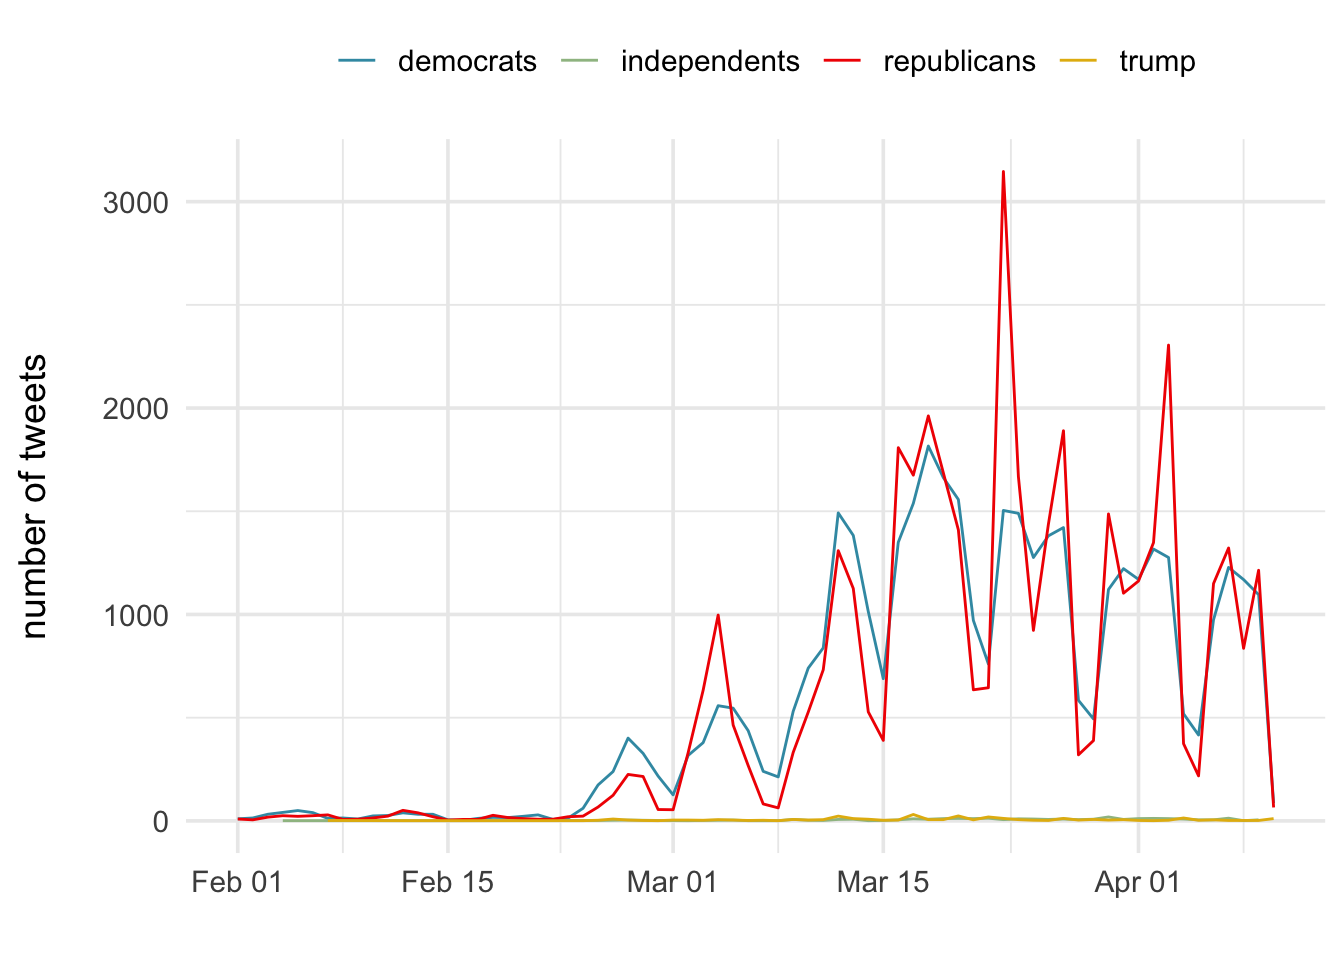 democrats independents republicans trump
3000
2000
1000
0
number of tweets
Feb 01 Feb 15 Mar 01 Mar 15 Apr 01